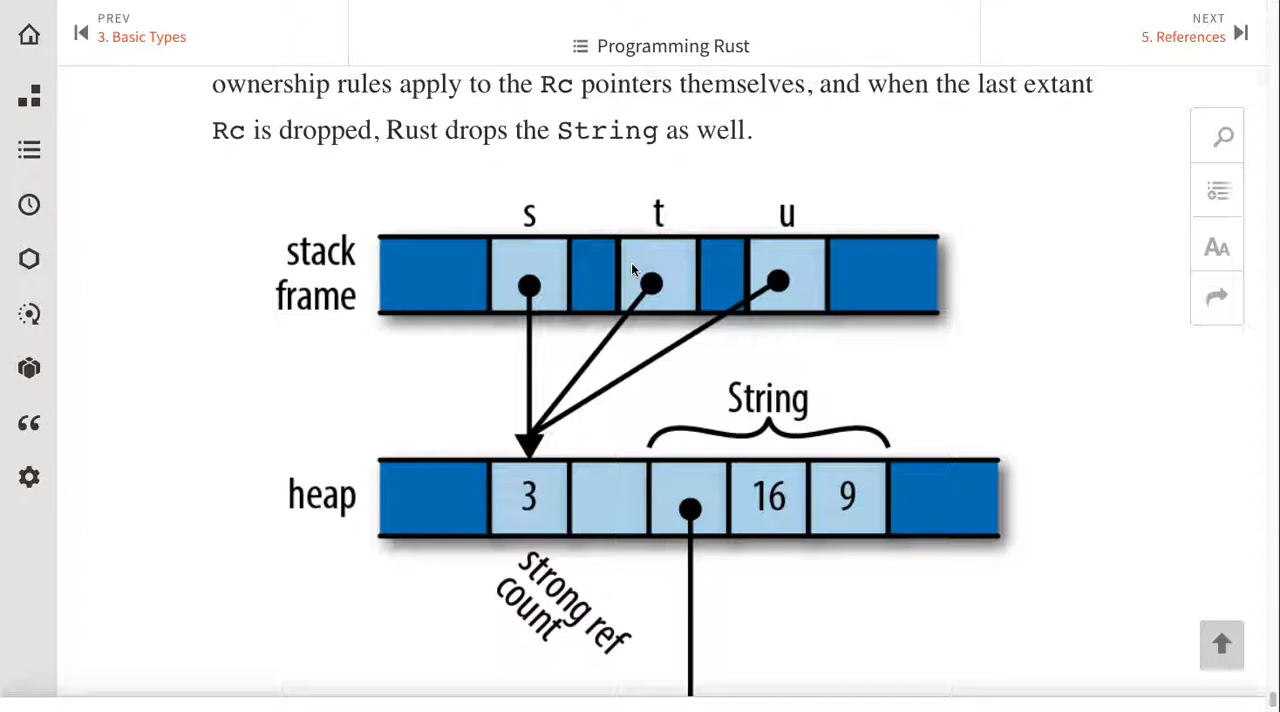 PREV
3. Basic Types
Programming Rust
NEXT
5. References
ownership rules apply to the Rc pointers themselves, and when the last extant
Rc is dropped, Rust drops the String as well.
s t u
stack
frame
String
heap
3 16 9
strong ref
count
AA